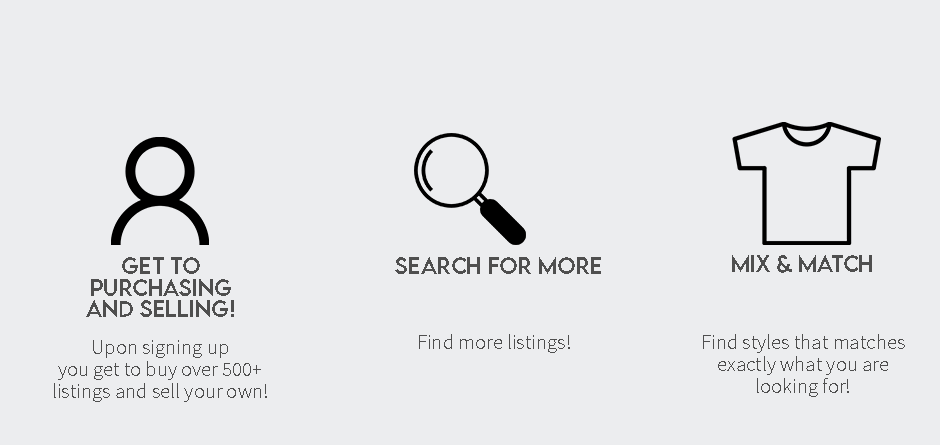 GET TO
PURCHASING
AND SELLING!
Upon signing up
you get to buy over 500+
listings and sell your own!
SEARCH FOR MORE
Find more listings!
MIX & MATCH
Find styles that matches
exactly what you are
looking for!